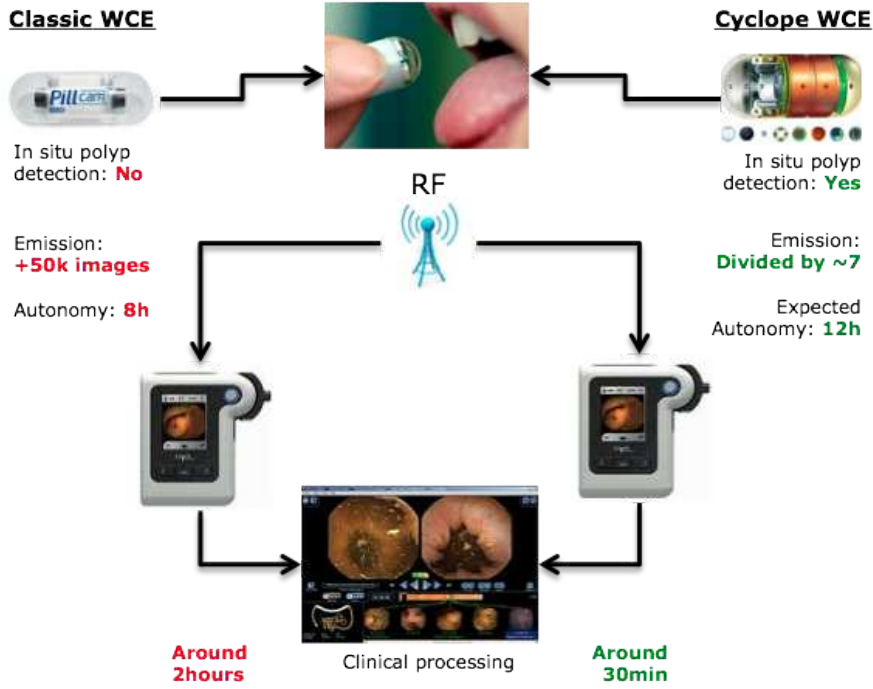 Classic WCE
Cyclope WCE
Pillcam
In situ polyp
detection: No
In situ polyp
detection: Yes
RF
Emission:
+50k images
Autonomy: 8h
Emission:
Divided by ~7
Expected
Autonomy: 12h
Around
2hours
Clinical processing
Around
30min